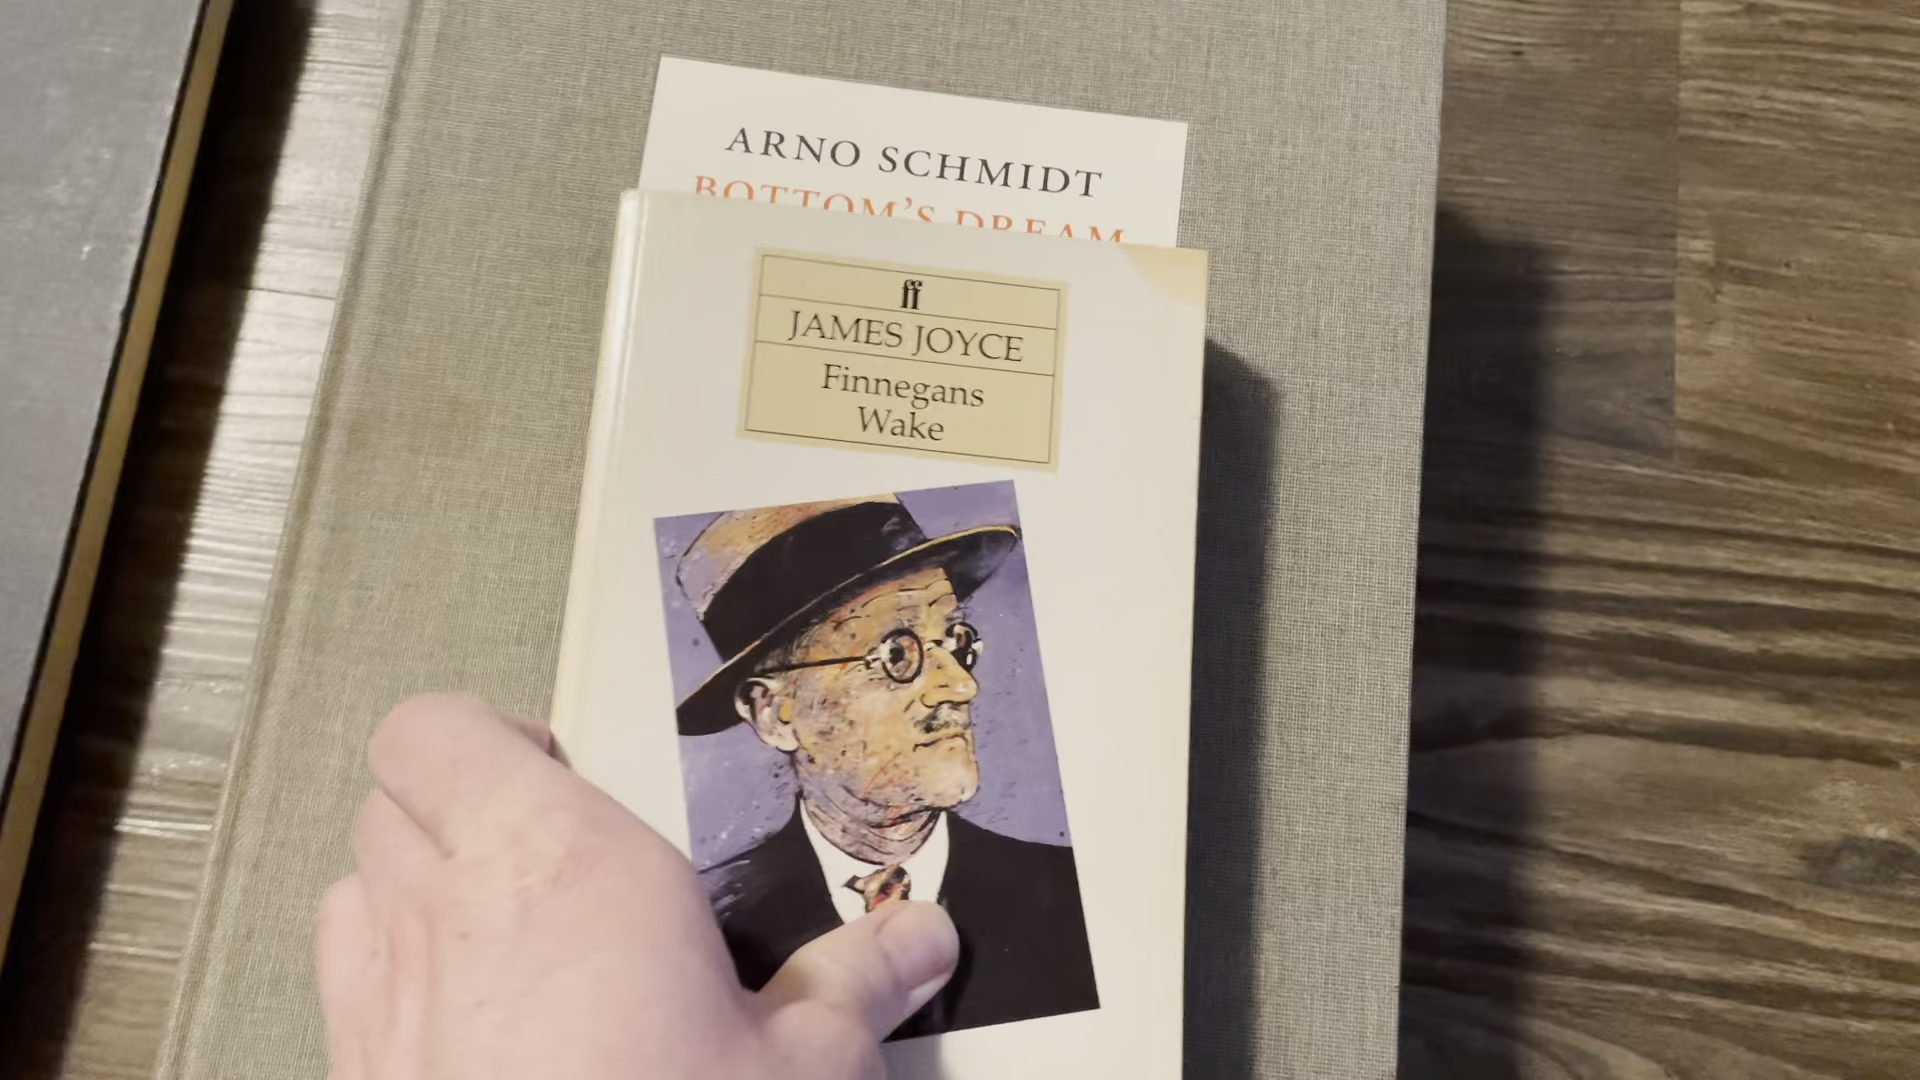 ARNO SCHMIDT
BOTTOM'S DREAM
ff
JAMES JOYCE
Finnegans
Wake